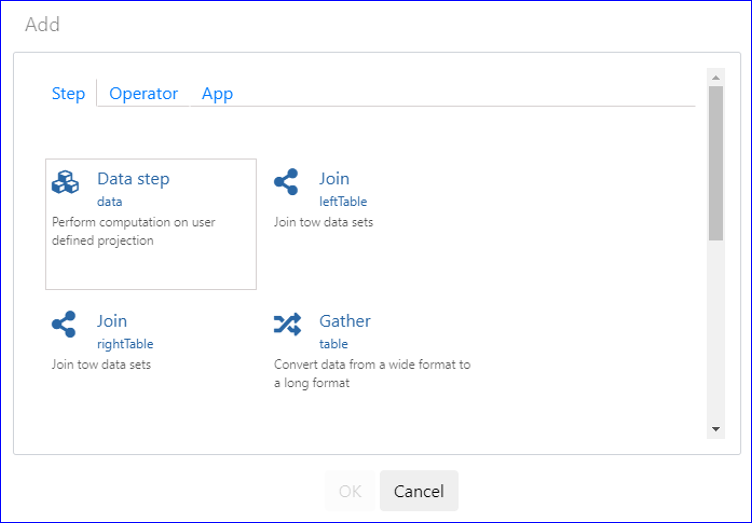 Add
Step Operator App
Data step
data
Perform computation on user
defined projection
Join
leftTable
Join tow data sets
Join
rightTable
Join tow data sets
Gather
table
Convert data from a wide format to
a long format
OK Cancel